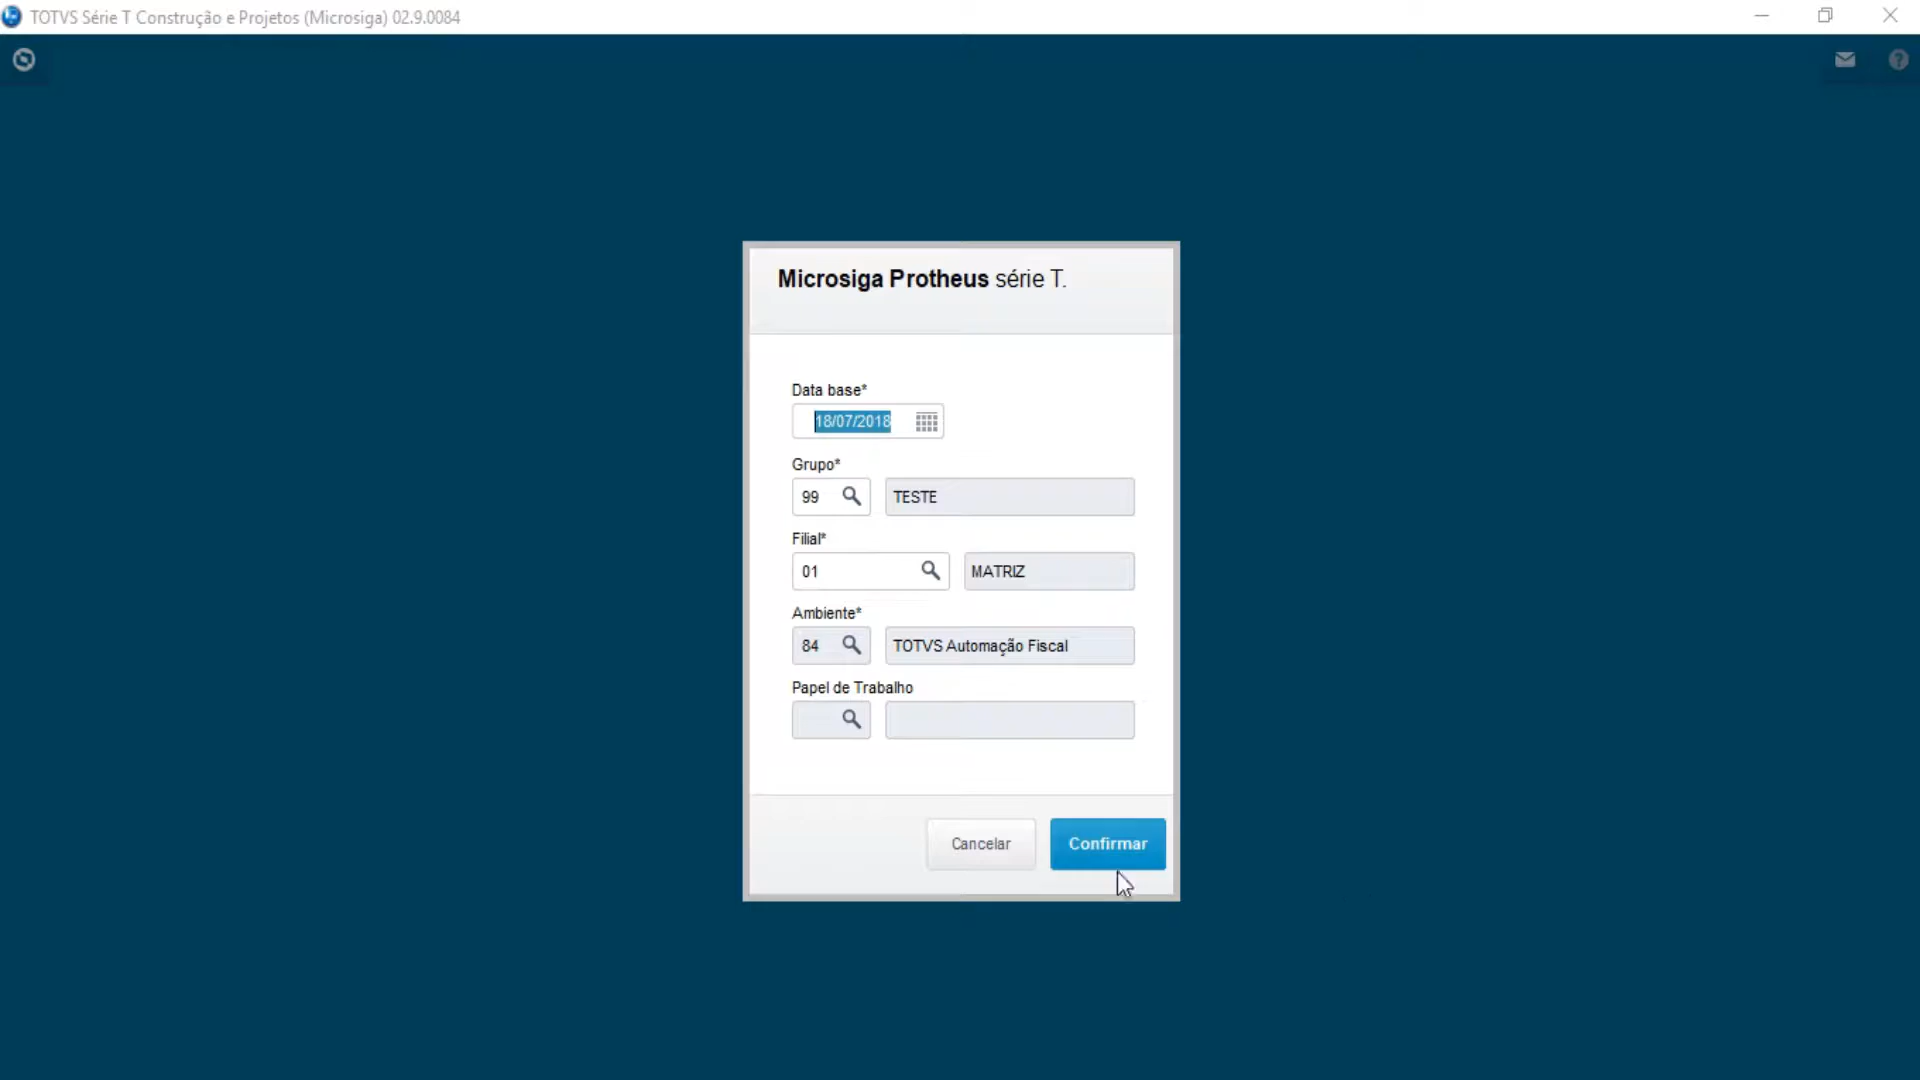 TOTVS Série T Construção e Projetos (Microsiga) 02.9.0084
Microsiga Protheus série T.
Data base*
18/07/2018
Grupo*
99 TESTE
Filial*
01 MATRIZ
Ambiente*
84 TOTVS Automação Fiscal
Papel de Trabalho
Cancelar Confirmar